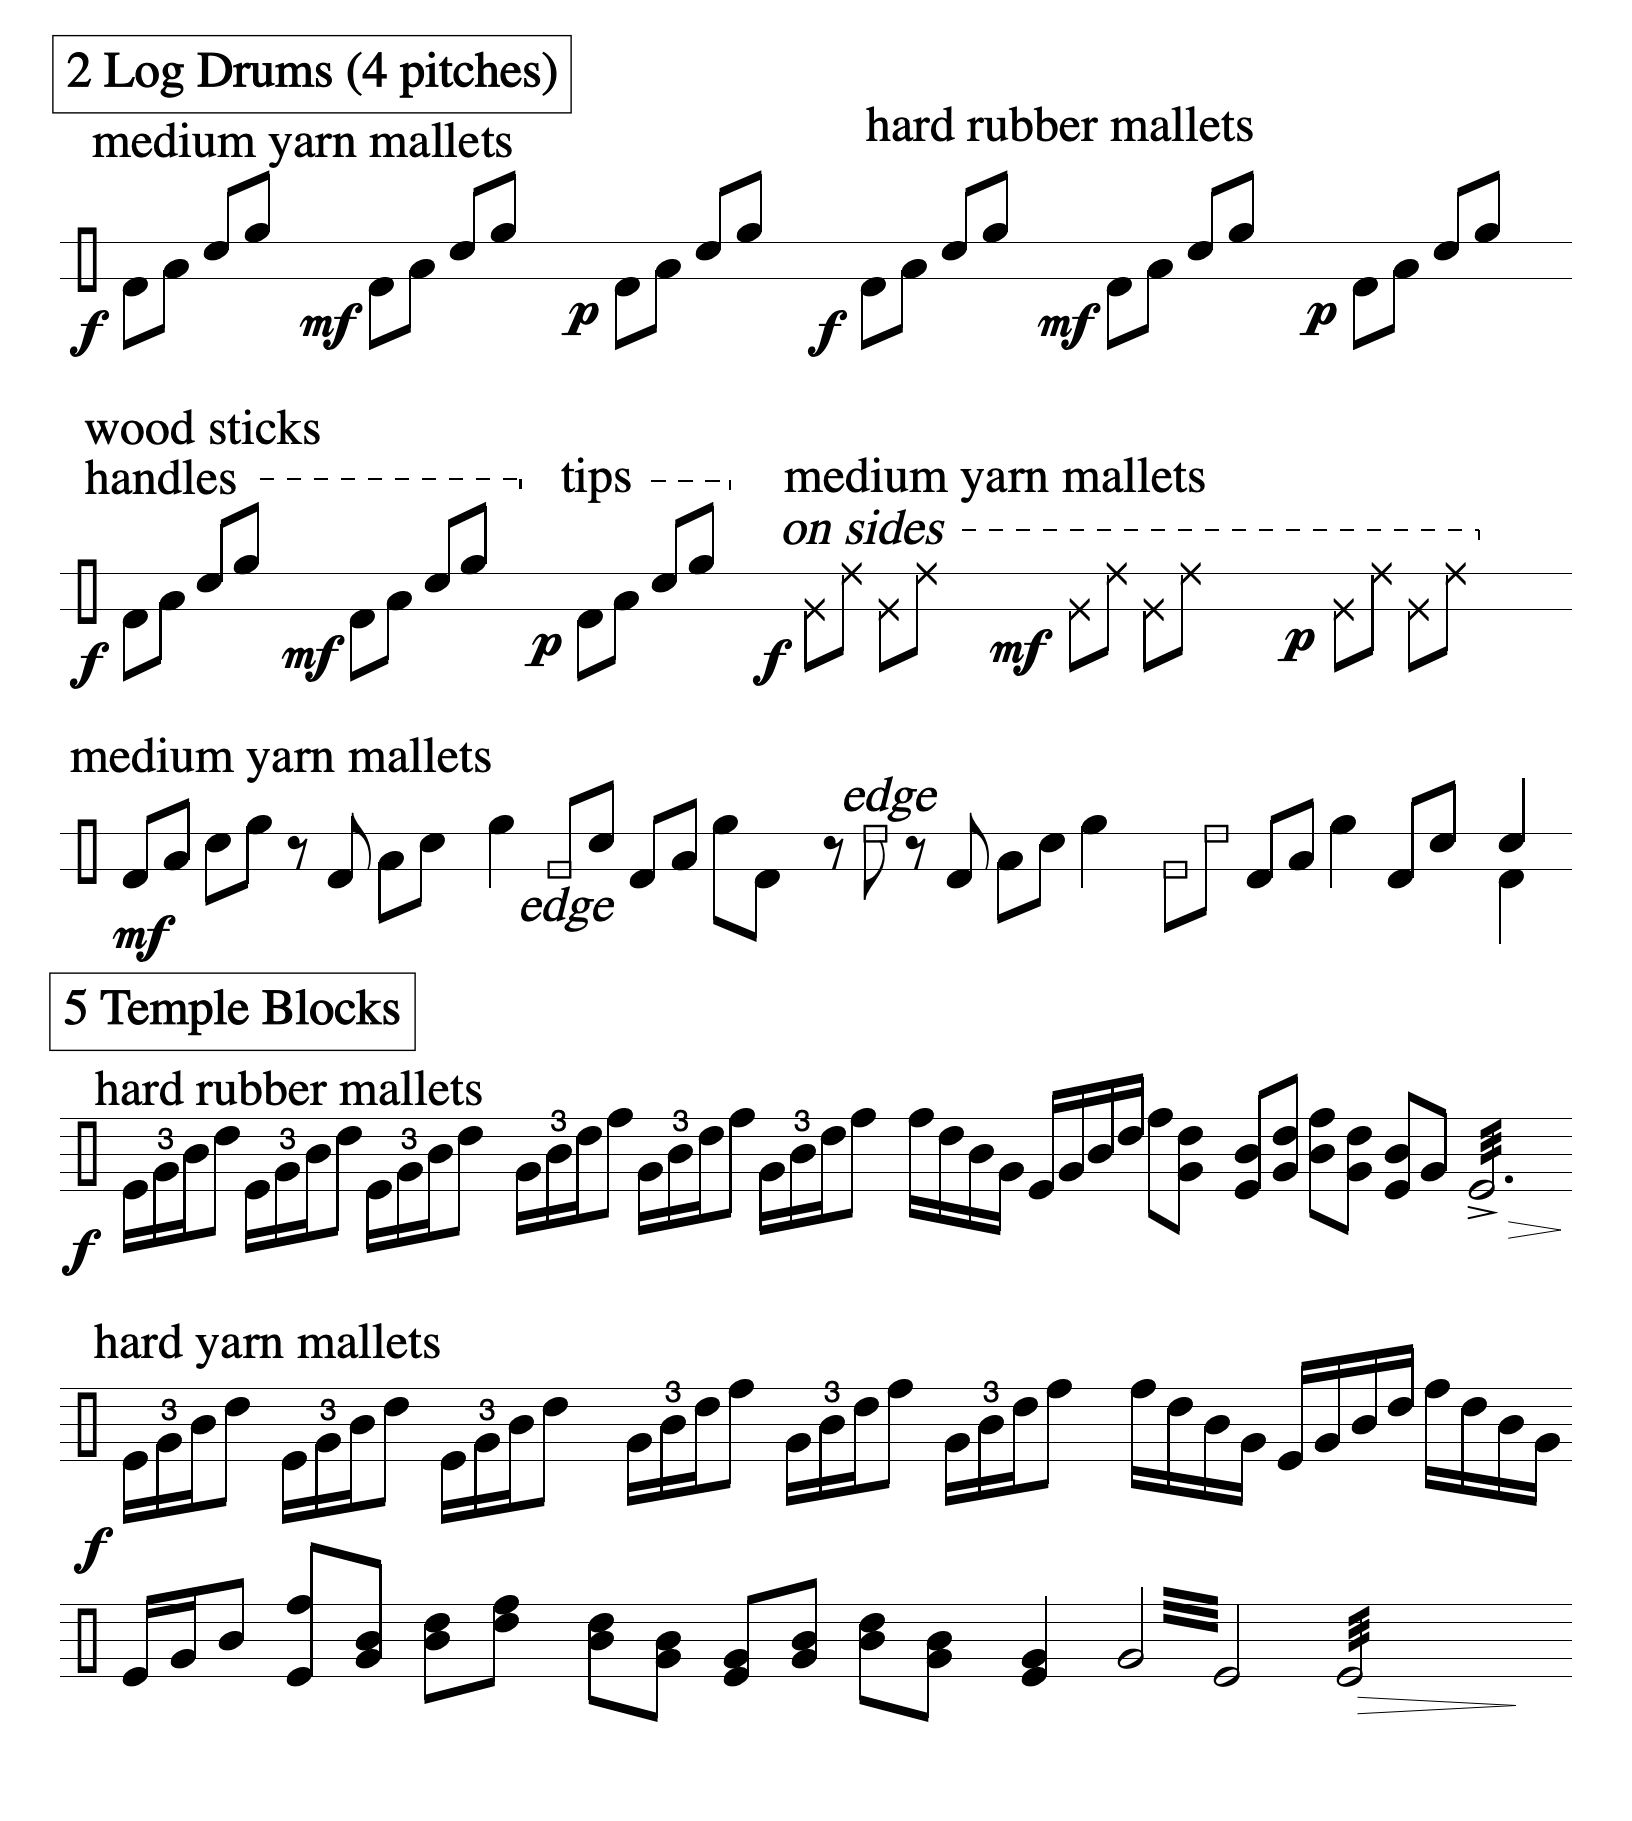 2 Log Drums (4 pitches)
medium yarn mallets hard rubber mallets
f mf p f mf p
wood sticks
handles tips medium yarn mallets
on sides
f mf p f mf p
medium yarn mallets
edge
edge
mf
5 Temple Blocks
hard rubber mallets
3 3 3 3 3 3
f
hard yarn mallets
3 3 3 3 3 3
f